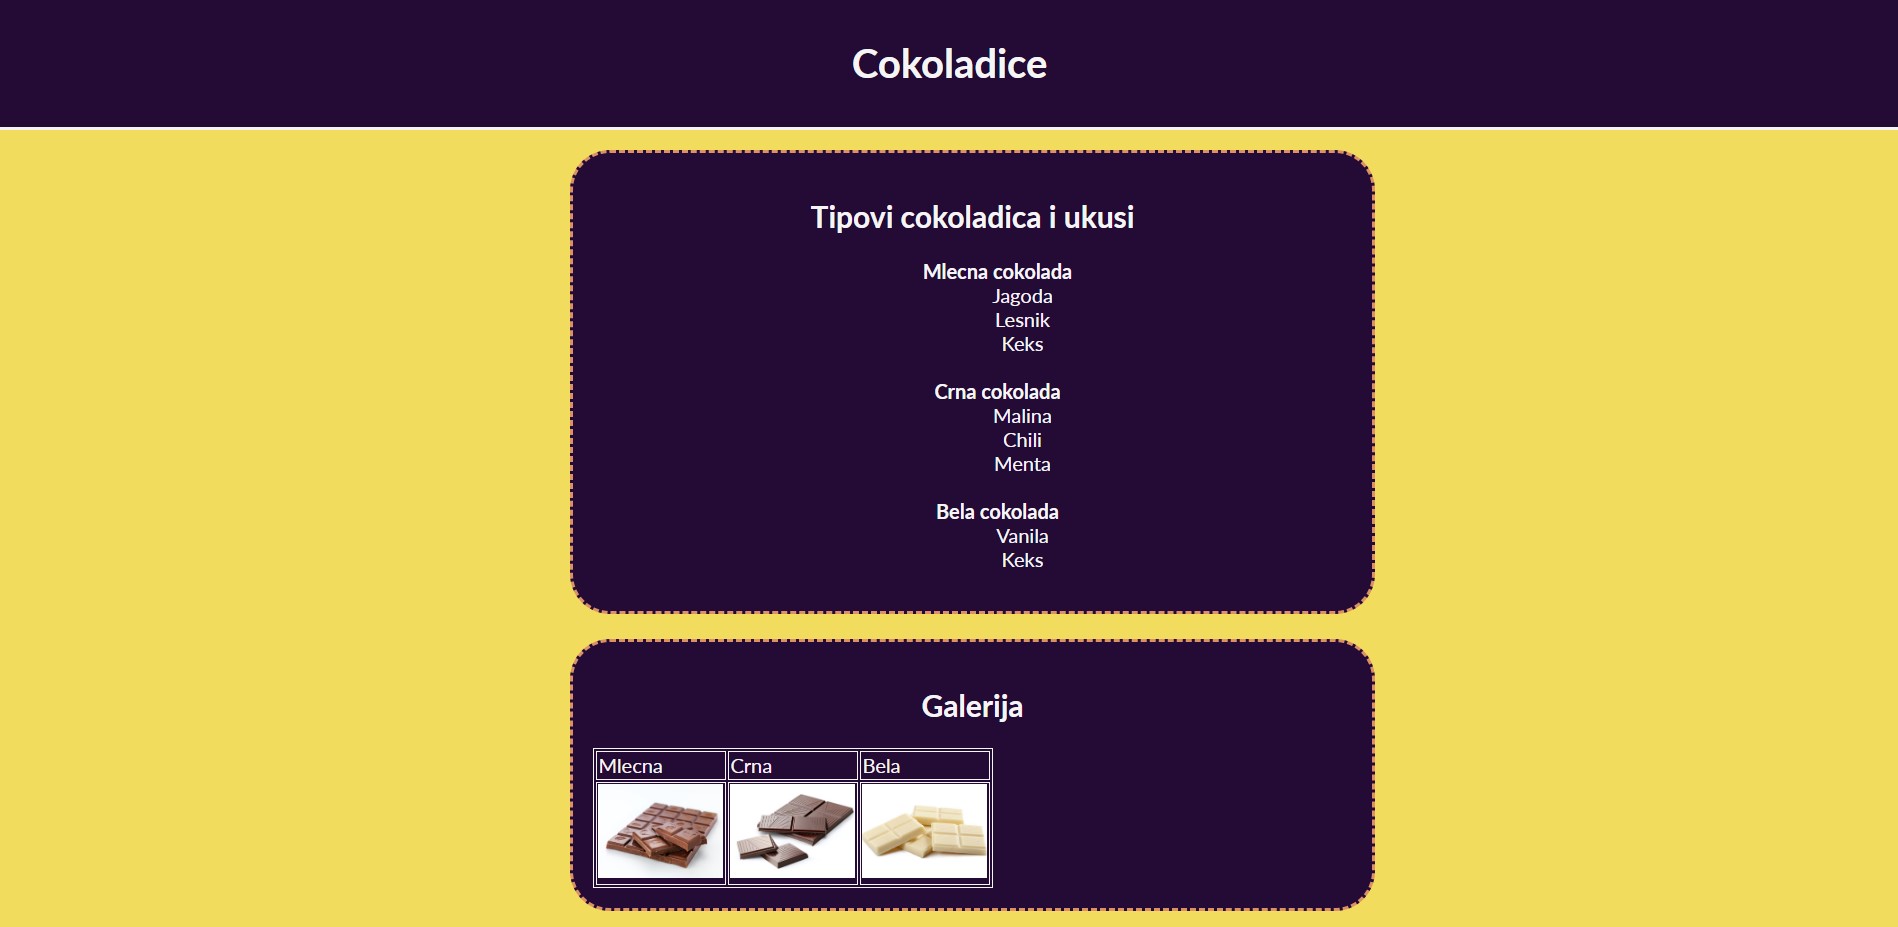 Cokoladice
Tipovi cokoladica i ukusi
Mlecna cokolada
Jagoda
Lesnik
Keks
Crna cokolada
Malina
Chili
Menta
Bela cokolada
Vanila
Keks
Galerija
Mlecna Crna Bela